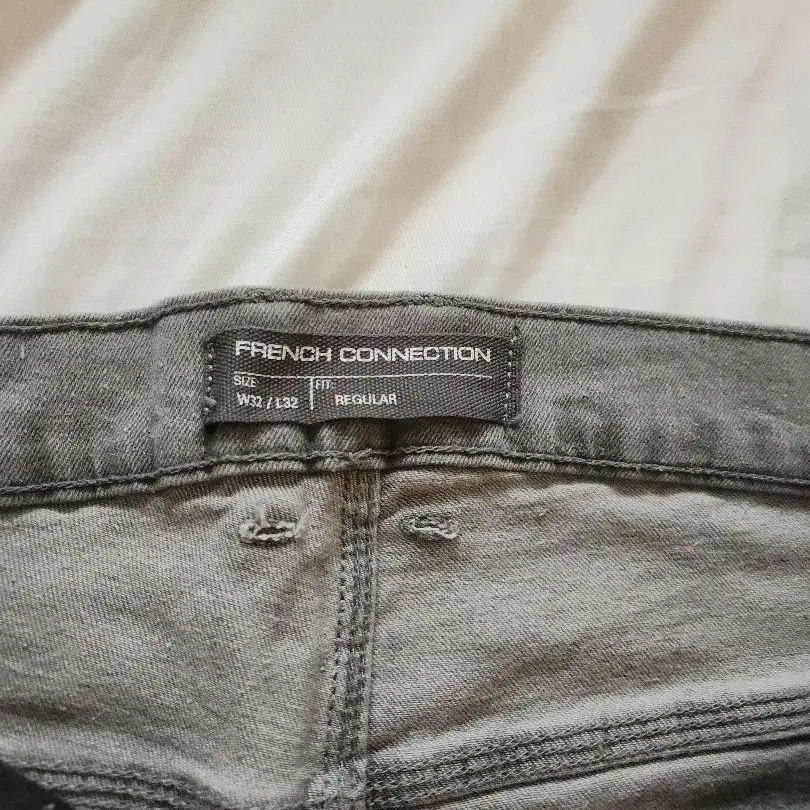 FRENCH CONNECTION
SIZE FIT
W32 / L32 REGULAR